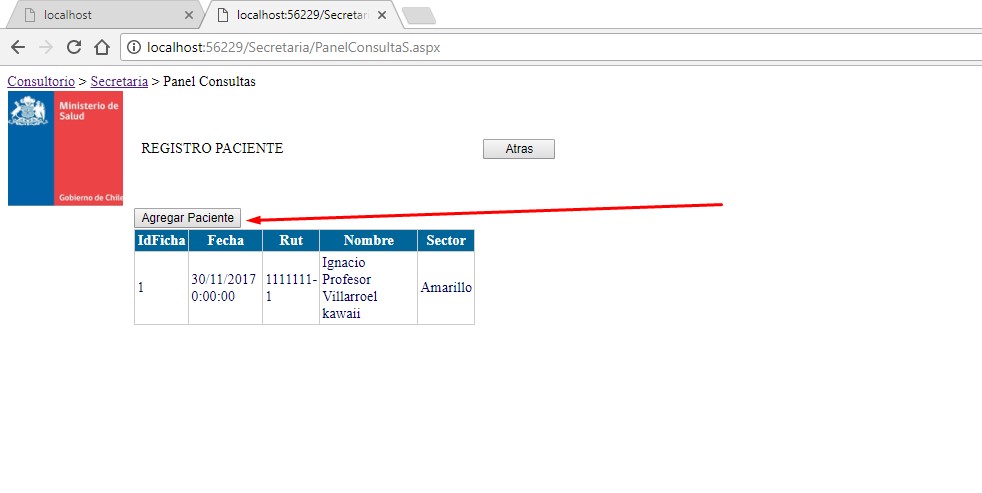 localhost
localhost:56229/Secretar
localhost:56229/Secretaria/PanelConsultaS.aspx
Consultorio > Secretaria > Panel Consultas
Ministerio de
Salud
Gobierno de Chile
REGISTRO PACIENTE
Atras
Agregar Paciente
IdFicha Fecha Rut Nombre Sector
1 30/11/2017 0:00:00 1111111-1 Ignacio Profesor Villarroel kawaii Amarillo